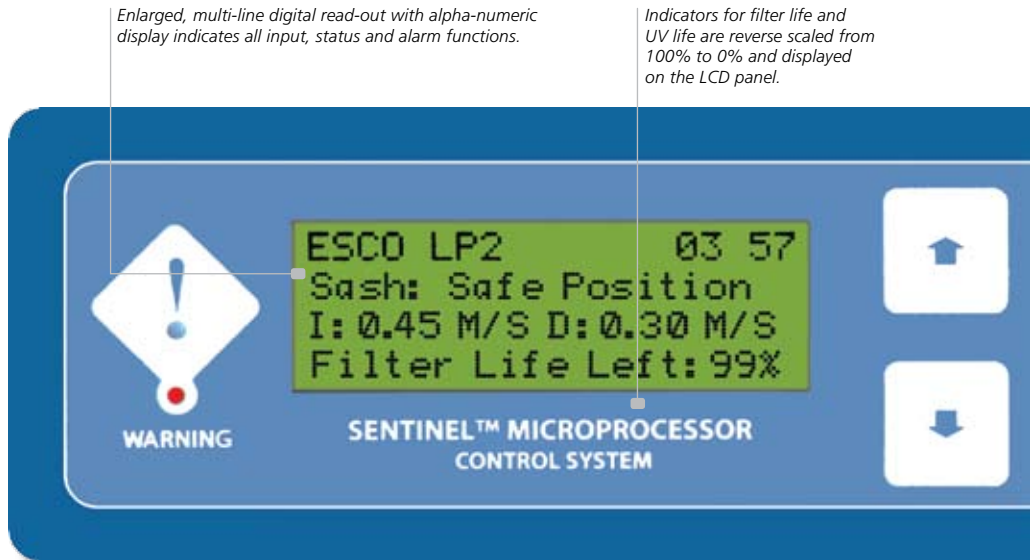 Enlarged, multi-line digital read-out with alpha-numeric
display indicates all input, status and alarm functions.
Indicators for filter life and
UV life are reverse scaled from
100% to 0% and displayed
on the LCD panel.
ESCO LP2 03 57
Sash: Safe Position
I: 0.45 M/S D: 0.30 M/S
Filter Life Left: 99%
WARNING
SENTINEL™ MICROPROCESSOR
CONTROL SYSTEM